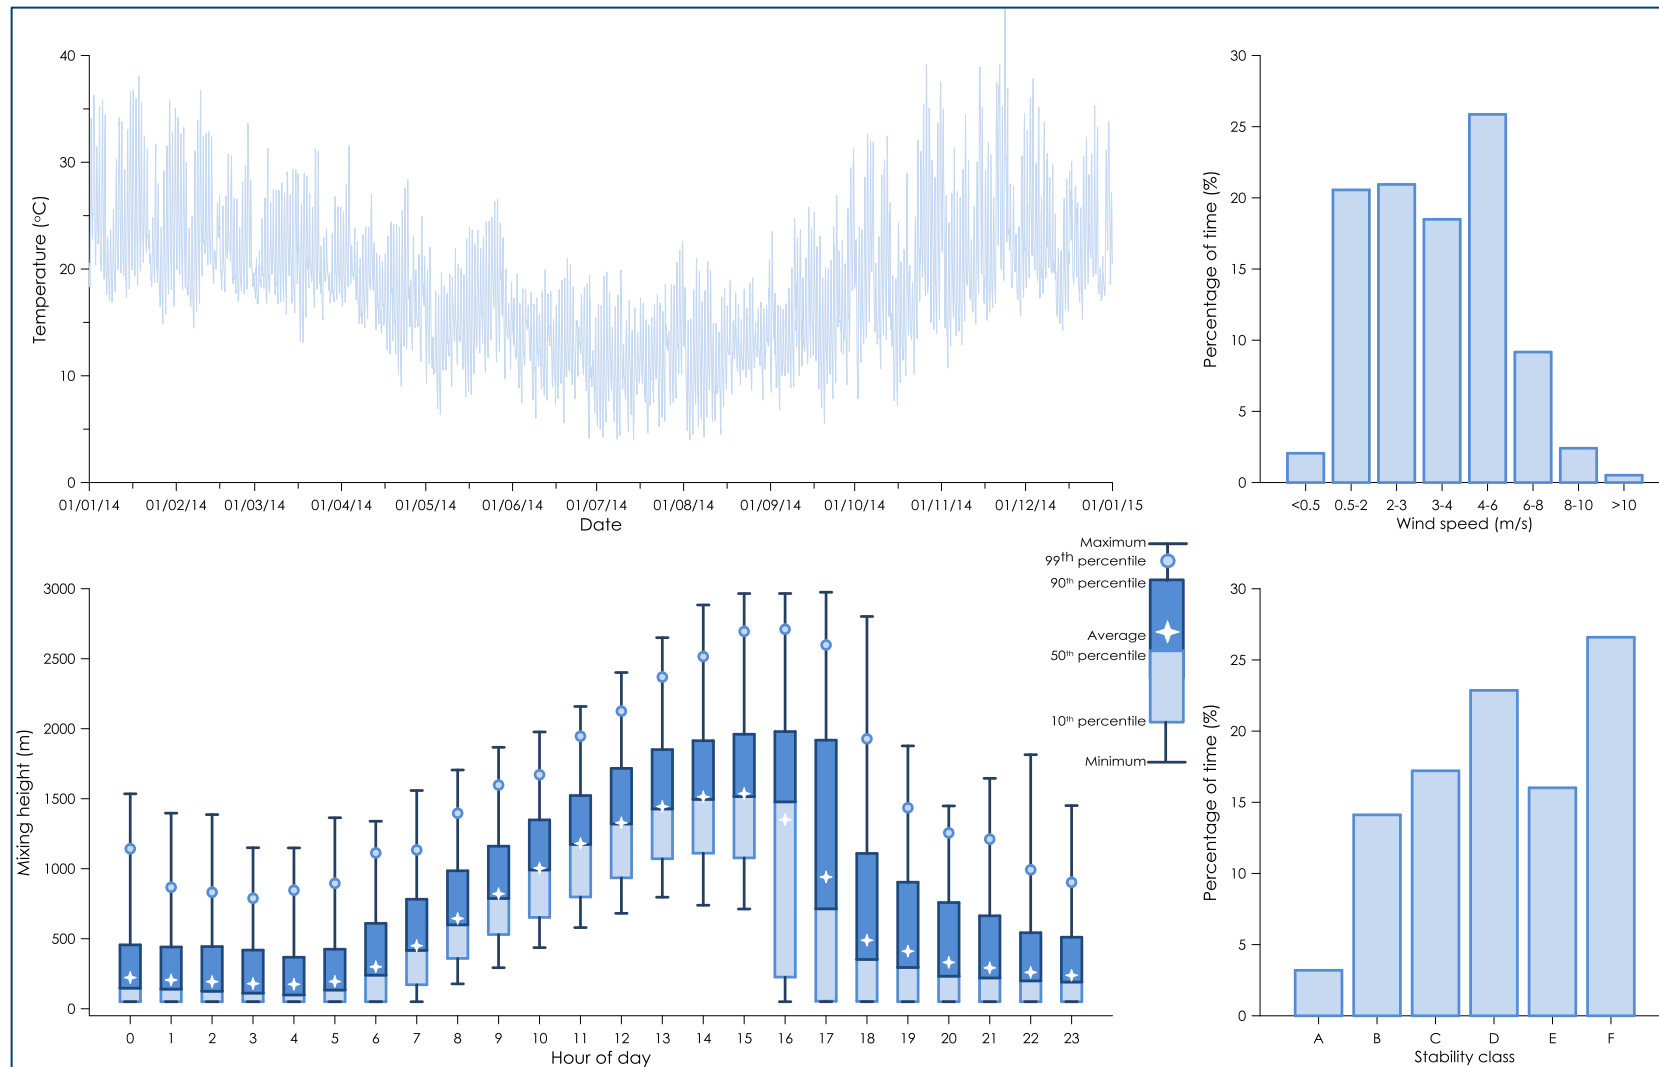 40
30
20
10
0
Temperature (°C)
01/01/14 01/02/14 01/03/14 01/04/14 01/05/14 01/06/14 01/07/14 01/08/14 01/09/14 01/10/14 01/11/14 01/12/14 01/01/15
Date
30
25
20
15
10
5
0
Percentage of time (%)
<0.5 0.5-2 2-3 3-4 4-6 6-8 8-10 >10
Wind speed (m/s)
3000
2500
2000
1500
1000
500
0
Mixing height (m)
0 1 2 3 4 5 6 7 8 9 10 11 12 13 14 15 16 17 18 19 20 21 22 23
Hour of day
Maximum
99th percentile
90th percentile
Average
50th percentile
10th percentile
Minimum
30
25
20
15
10
5
0
Percentage of time (%)
A B C D E F
Stability class